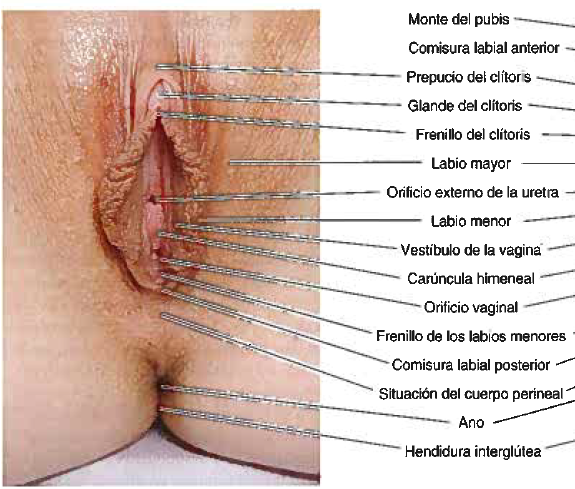 Monte del pubis
Comisura labial anterior
Prepucio del clítoris
Glande del clítoris
Frenillo del clítoris
Labio mayor
Orificio externo de la uretra
Labio menor
Vestíbulo de la vagina
Carúncula himeneal
Orificio vaginal
Frenillo de los labios menores
Comisura labial posterior
Situación del cuerpo perineal
Ano
Hendidura interglútea